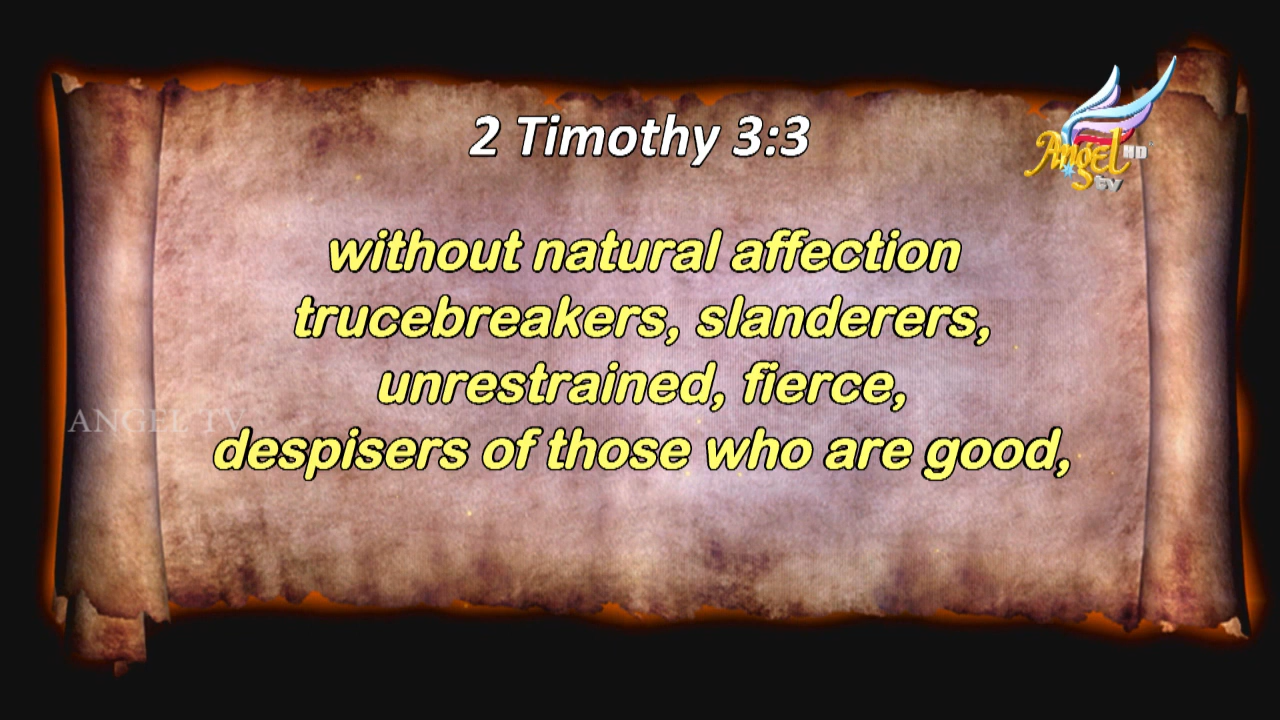 2 Timothy 3:3
Angel HD
tv
without natural affection
trucebreakers, slanderers,
unrestrained, fierce,
ANGEL TV
despisers of those who are good,